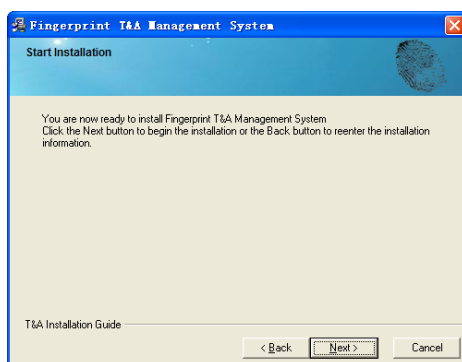 Fingerprint T&A Management System
Start Installation
You are now ready to install Fingerprint T&A Management System
Click the Next button to begin the installation or the Back button to reenter the installation
information.
T&A Installation Guide
< Back
Next >
Cancel